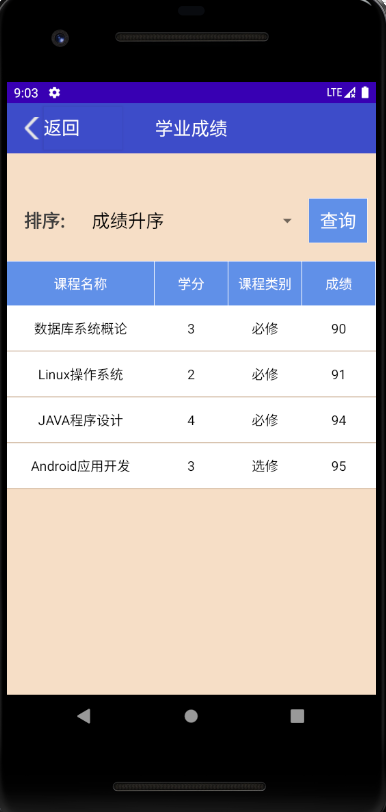 9:03 LTE
返回 学业成绩
排序: 成绩升序 查询
课程名称 学分 课程类别 成绩
数据库系统概论 3 必修 90
Linux操作系统 2 必修 91
JAVA程序设计 4 必修 94
Android应用开发 3 选修 95